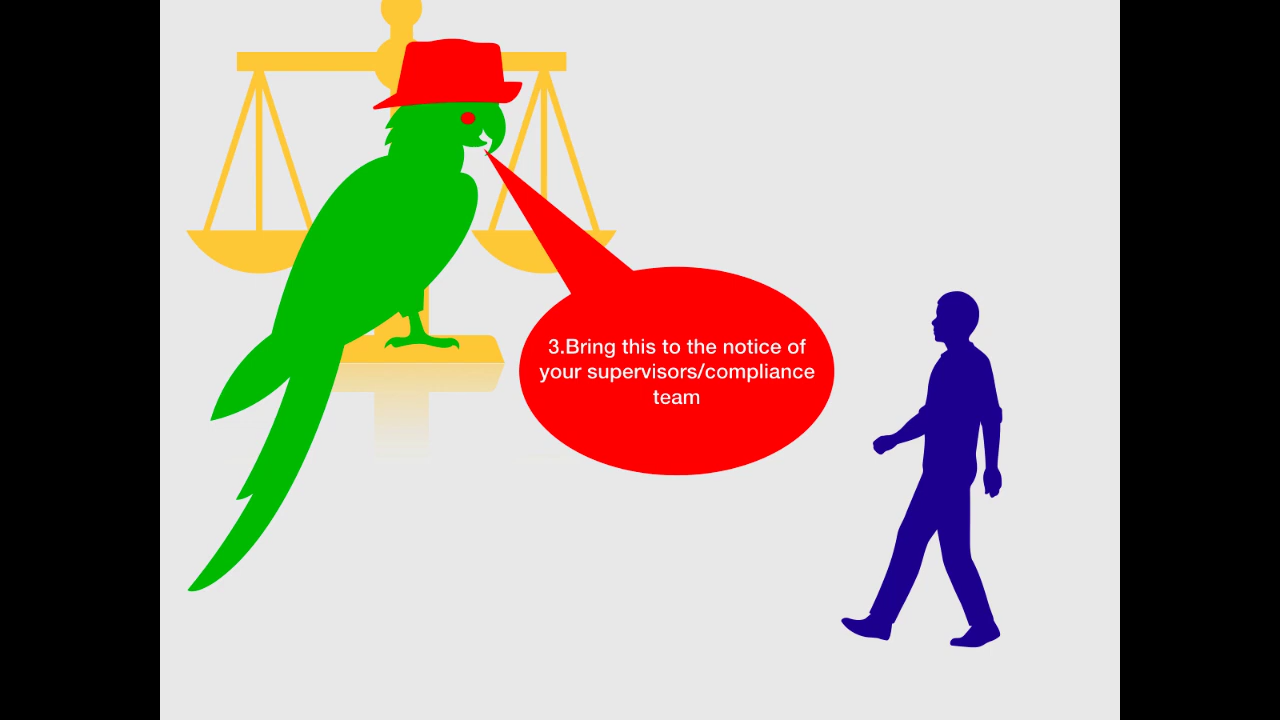 3.Bring this to the notice of
your supervisors/compliance
team